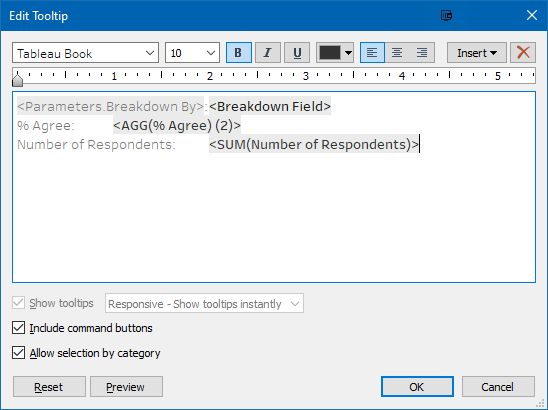 Edit Tooltip
Tableau Book 10 B I U Insert
1 2 3 4 5
<Parameters.Breakdown By>: <Breakdown Field>
% Agree: <AGG(% Agree) (2)>
Number of Respondents: <SUM(Number of Respondents)>
Show tooltips Responsive - Show tooltips instantly
Include command buttons
Allow selection by category
Reset Preview OK Cancel